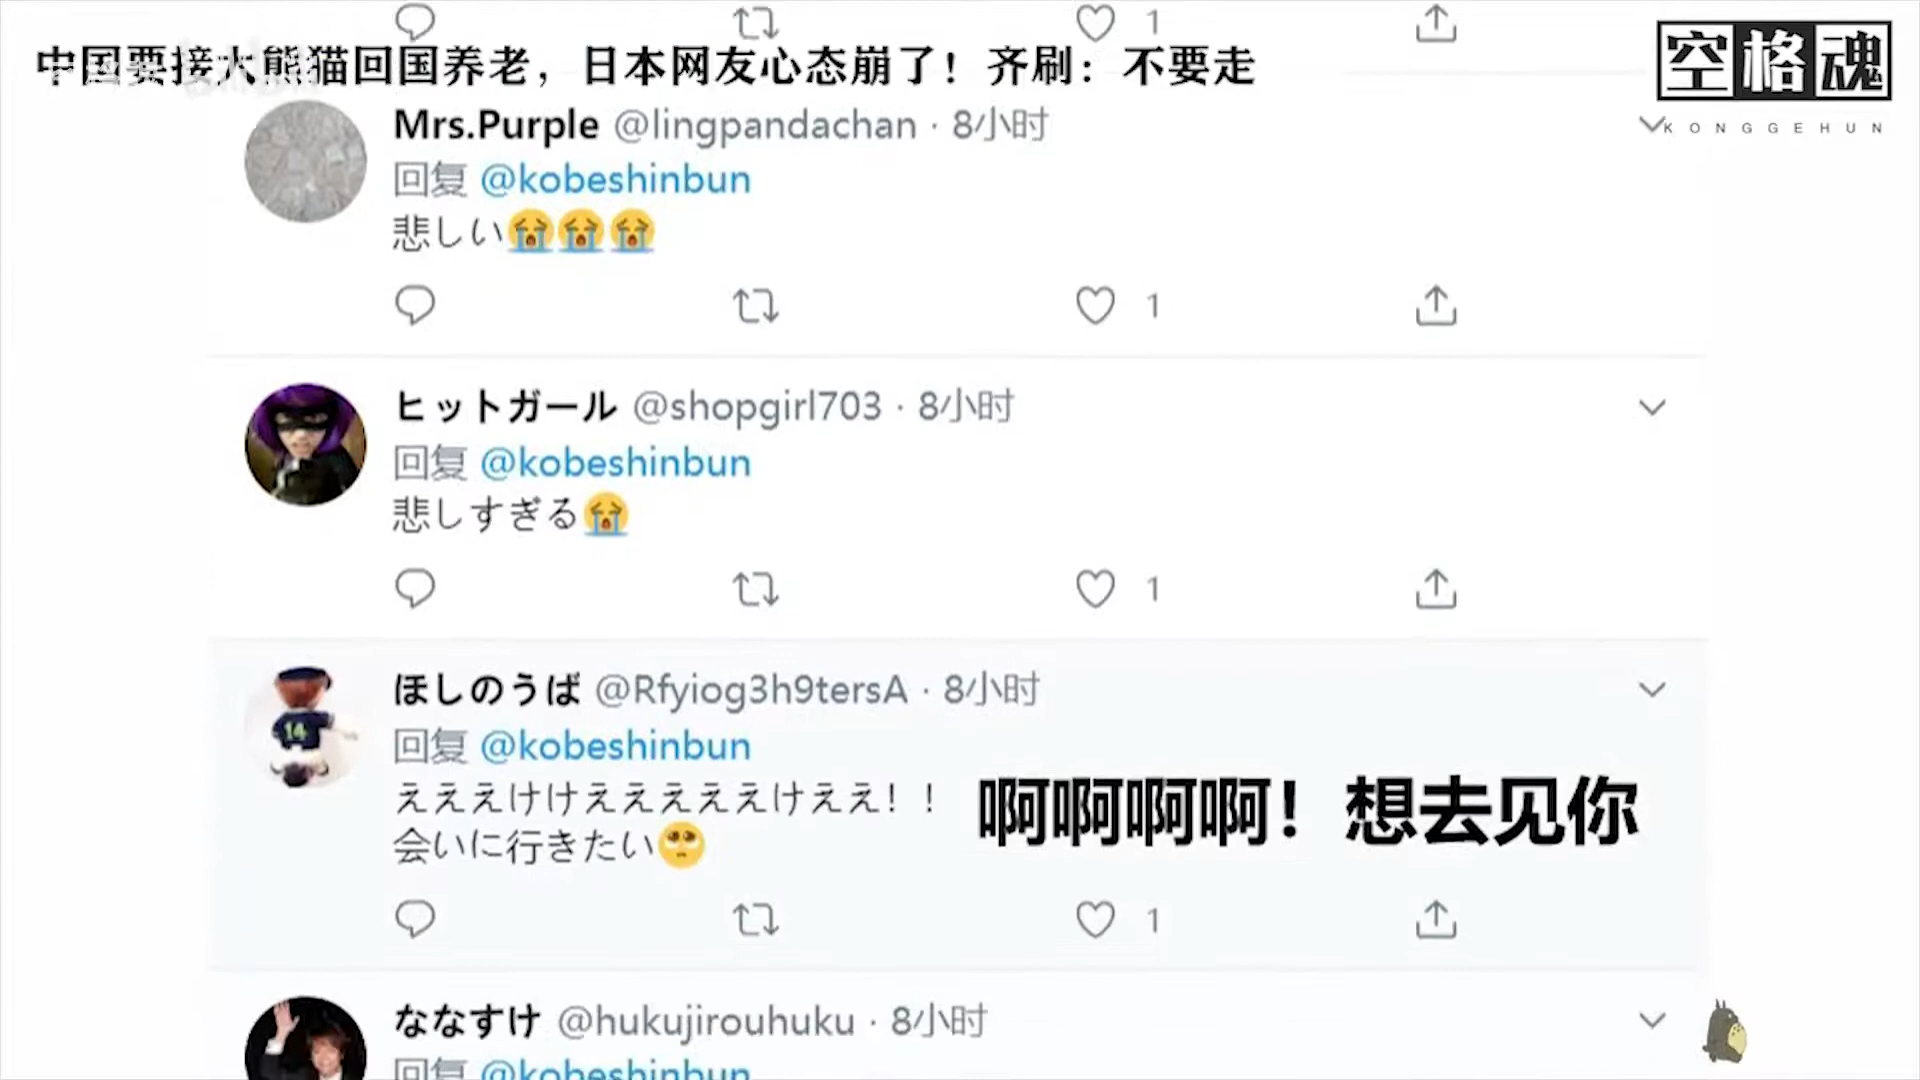 1
中国要接大熊猫回国养老，日本网友心态崩了！齐刷：不要走
空格魂
KONGGEHUN
Mrs.Purple @lingpandachan · 8小时
回复 @kobeshinbun
悲しい😭😭😭
1
ヒットガール @shopgirl703 · 8小时
回复 @kobeshinbun
悲しすぎる😭
1
ほしのうば @Rfyiog3h9tersA · 8小时
回复 @kobeshinbun
えええけけえええええけええ！！
会いに行きたい🥺
啊啊啊啊！想去见你
1
ななすけ @hukujirouhuku · 8小时
回复 @kobeshinbun